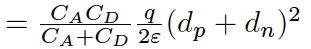 = \frac{C_A C_D}{C_A + C_D} \frac{q}{2\varepsilon} (d_p + d_n)^2